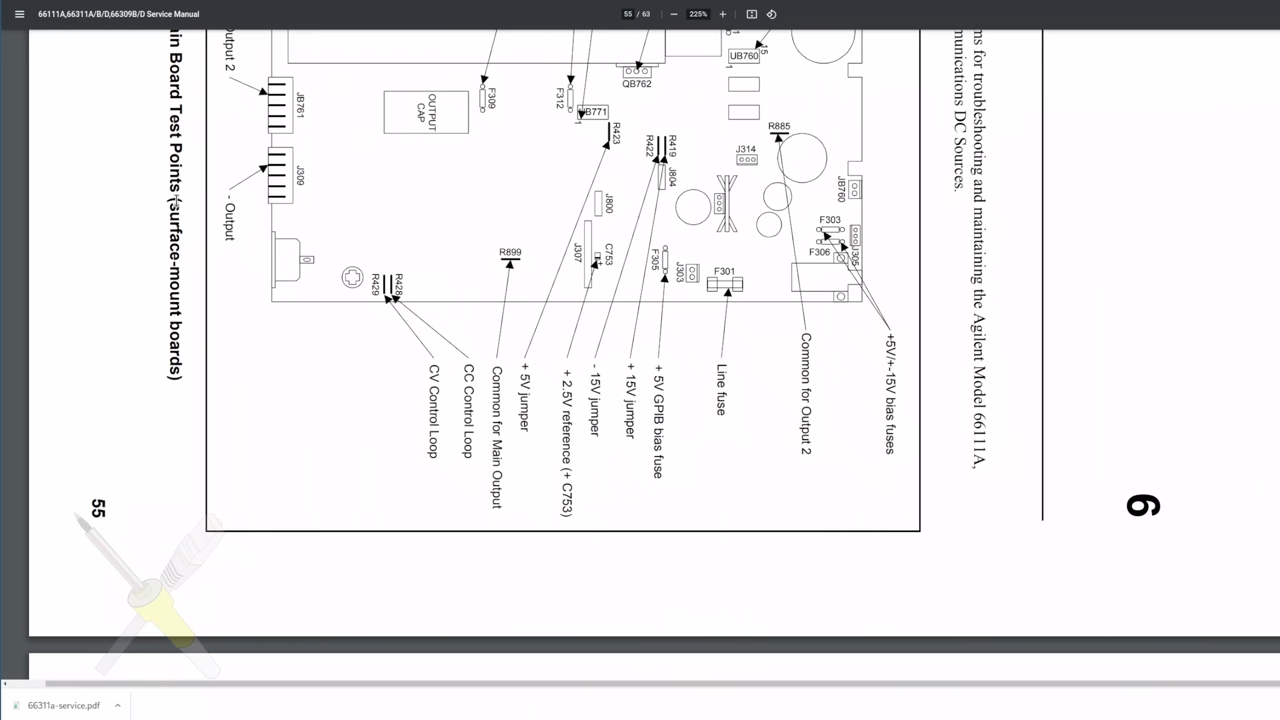 66111A,66311A/B/D,66309B/D Service Manual
55 / 63
225%
ms for troubleshooting and maintaining the Agilent Model 66111A,
munications DC Sources.
6
15
UB760
1
QB762
F309
F312
1
R423
OUTPUT
CAP
JB761
J309
Output 2
- Output
R885
R419
R422
J314
J804
JB760
J800
F303
F306
J305
C753
J307
+
R899
F305
J303
F301
R428
R429
+5V/+-15V bias fuses
Common for Output 2
Line fuse
+ 5V GPIB bias fuse
+ 15V jumper
- 15V jumper
+ 2.5V reference (+ C753)
+ 5V jumper
Common for Main Output
CC Control Loop
CV Control Loop
ain Board Test Points (surface-mount boards)
55
66311a-service.pdf